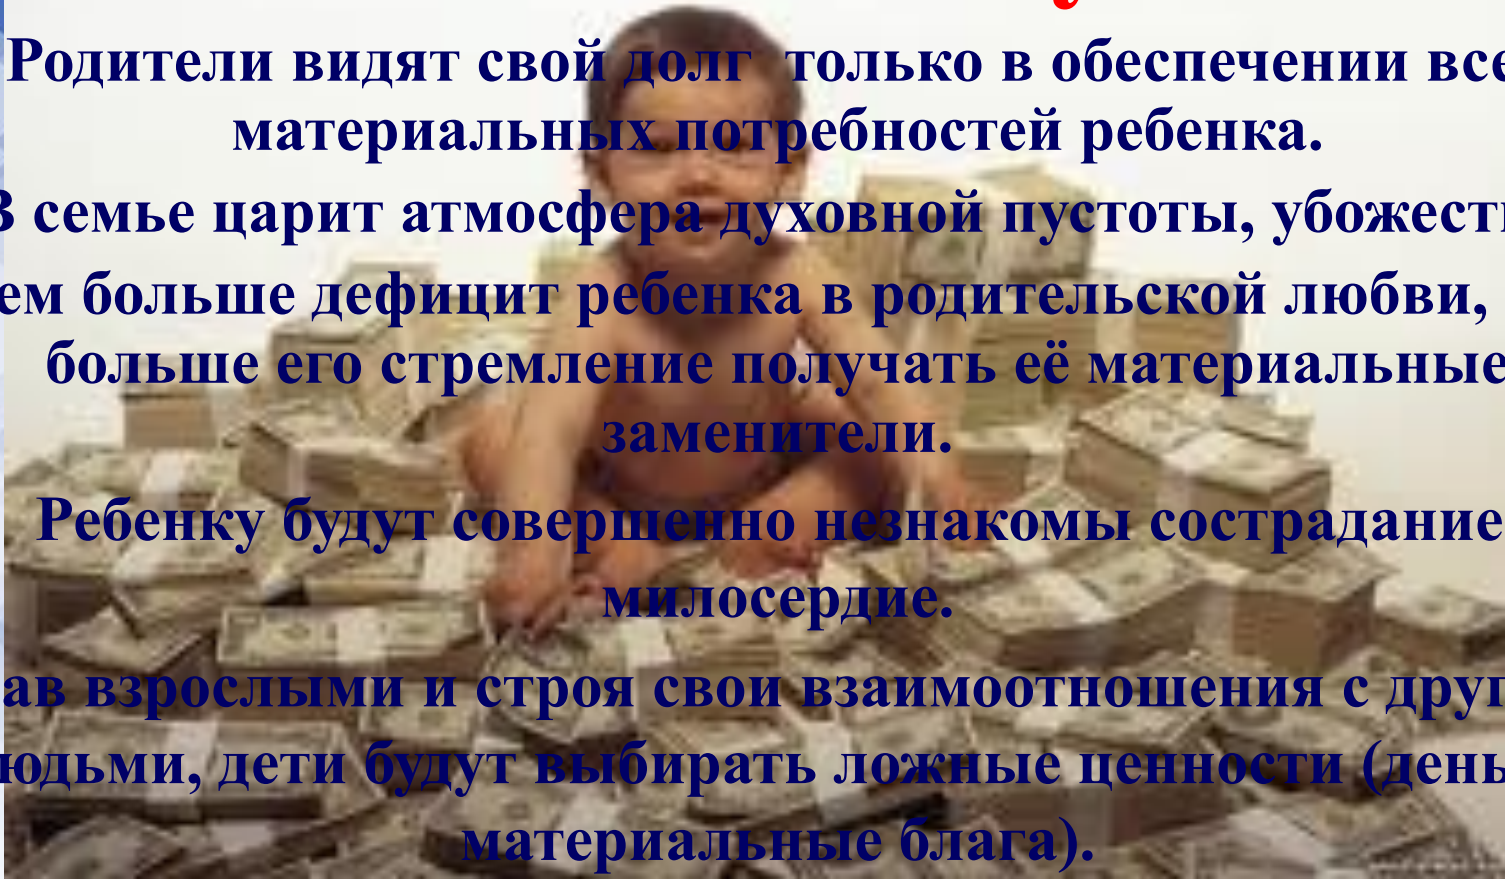 Родители видят свой долг только в обеспечении все
материальных потребностей ребенка.
В семье царит атмосфера духовной пустоты, убожеств
ем больше дефицит ребенка в родительской любви,
больше его стремление получать её материальные
заменители.
Ребенку будут совершенно незнакомы сострадание
милосердие.
ав взрослыми и строя свои взаимоотношения с друг
юдьми, дети будут выбирать ложные ценности (день
материальные блага).